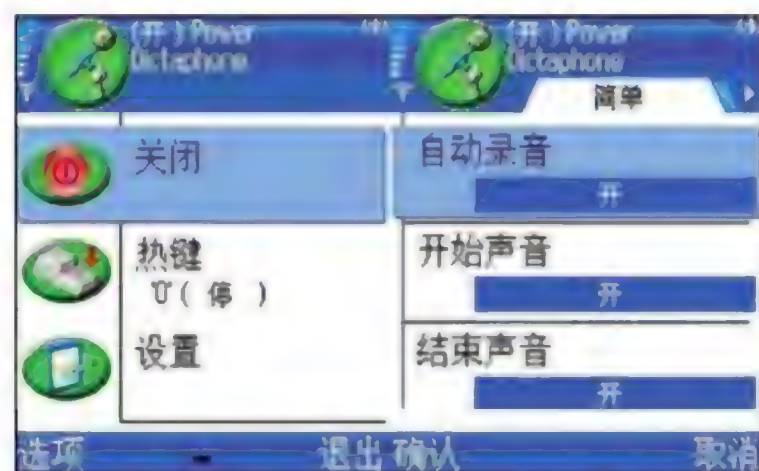 (开) Power
Dictaphone
关闭
热键
(停)
设置
选项
退出
(开) Power
Dictaphone
简单
自动录音
开
开始声音
开
结束声音
开
确认
取消